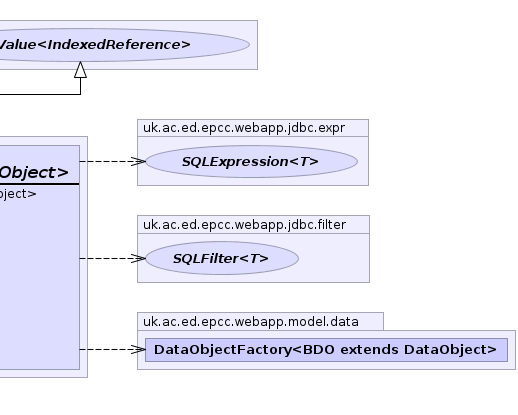 Value<IndexedReference>
uk.ac.ed.epcc.webapp.jdbc.expr
SQLExpression<T>
Object>
bject>
uk.ac.ed.epcc.webapp.jdbc.filter
SQLFilter<T>
uk.ac.ed.epcc.webapp.model.data
DataObjectFactory<BDO extends DataObject>